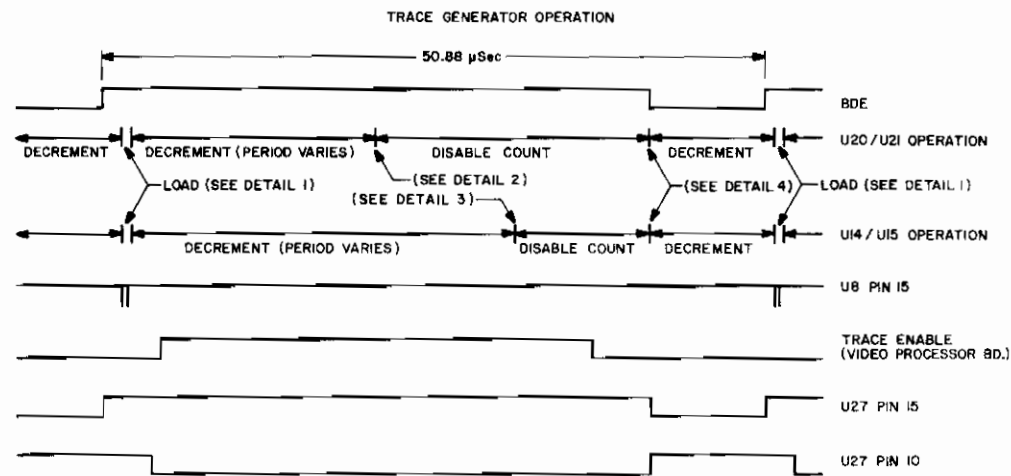 TRACE GENERATOR OPERATION
50.88 µSec
BDE
U20/U21 OPERATION
DECREMENT
DECREMENT (PERIOD VARIES)
DISABLE COUNT
DECREMENT
LOAD (SEE DETAIL 1)
(SEE DETAIL 2)
(SEE DETAIL 3)
(SEE DETAIL 4)
LOAD (SEE DETAIL 1)
U14/U15 OPERATION
DECREMENT (PERIOD VARIES)
DISABLE COUNT
DECREMENT
U8 PIN 15
TRACE ENABLE
(VIDEO PROCESSOR BD.)
U27 PIN 15
U27 PIN 10